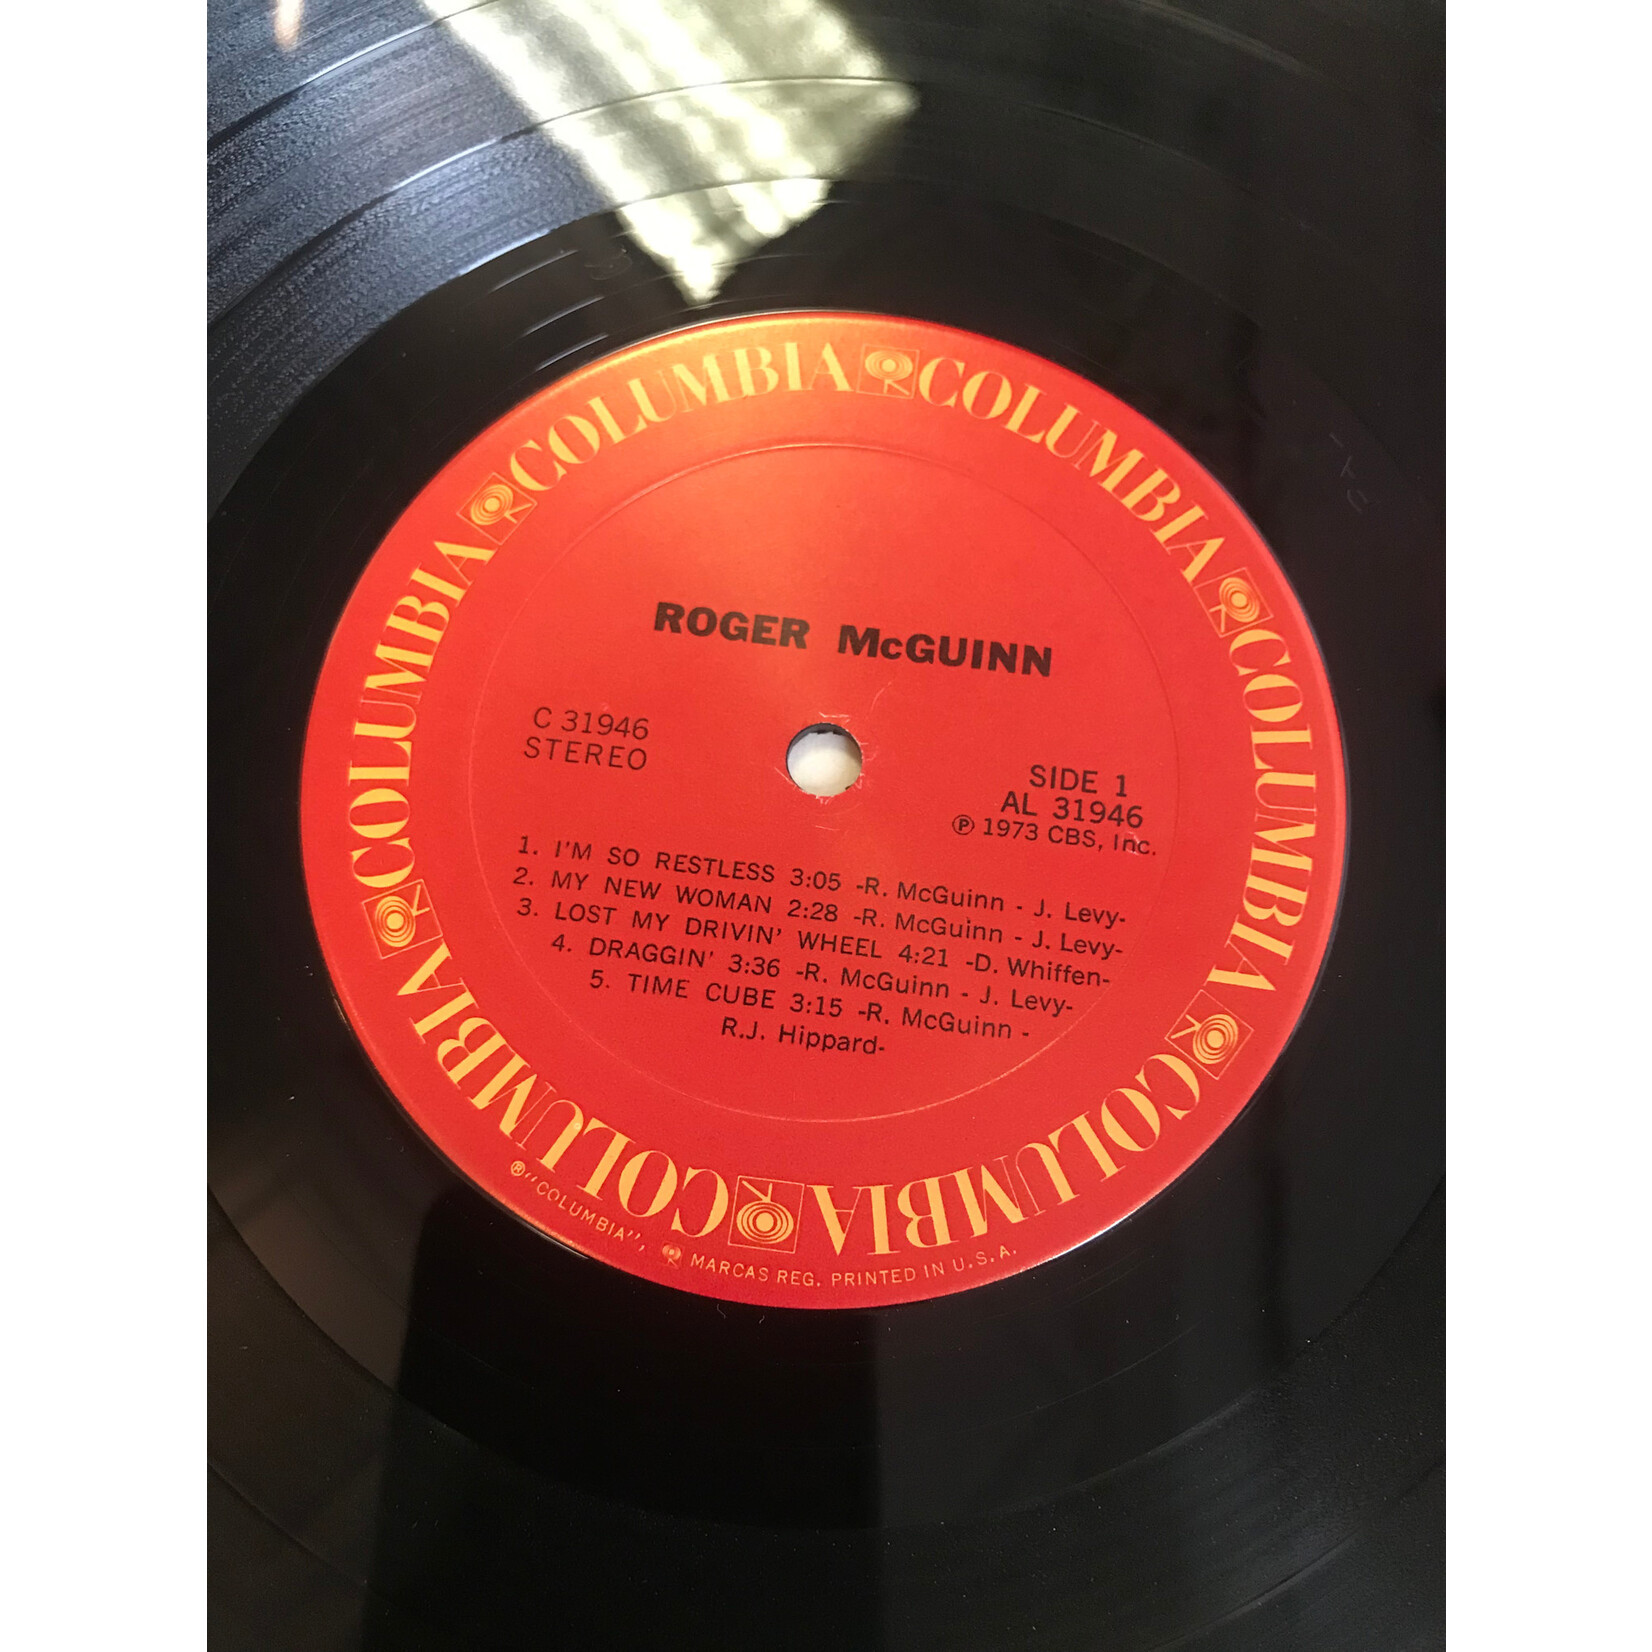 COLUMBIA COLUMBIA COLUMBIA COLUMBIA COLUMBIA COLUMBIA
ROGER McGUINN
C 31946
STEREO
SIDE 1
AL 31946
Ⓟ 1973 CBS, Inc.
1. I'M SO RESTLESS 3:05 -R. McGuinn - J. Levy-
2. MY NEW WOMAN 2:28 -R. McGuinn - J. Levy-
3. LOST MY DRIVIN' WHEEL 4:21 -D. Whiffen-
4. DRAGGIN' 3:36 -R. McGuinn - J. Levy-
5. TIME CUBE 3:15 -R. McGuinn -
R.J. Hippard-
® "COLUMBIA", MARCAS REG. PRINTED IN U.S.A.